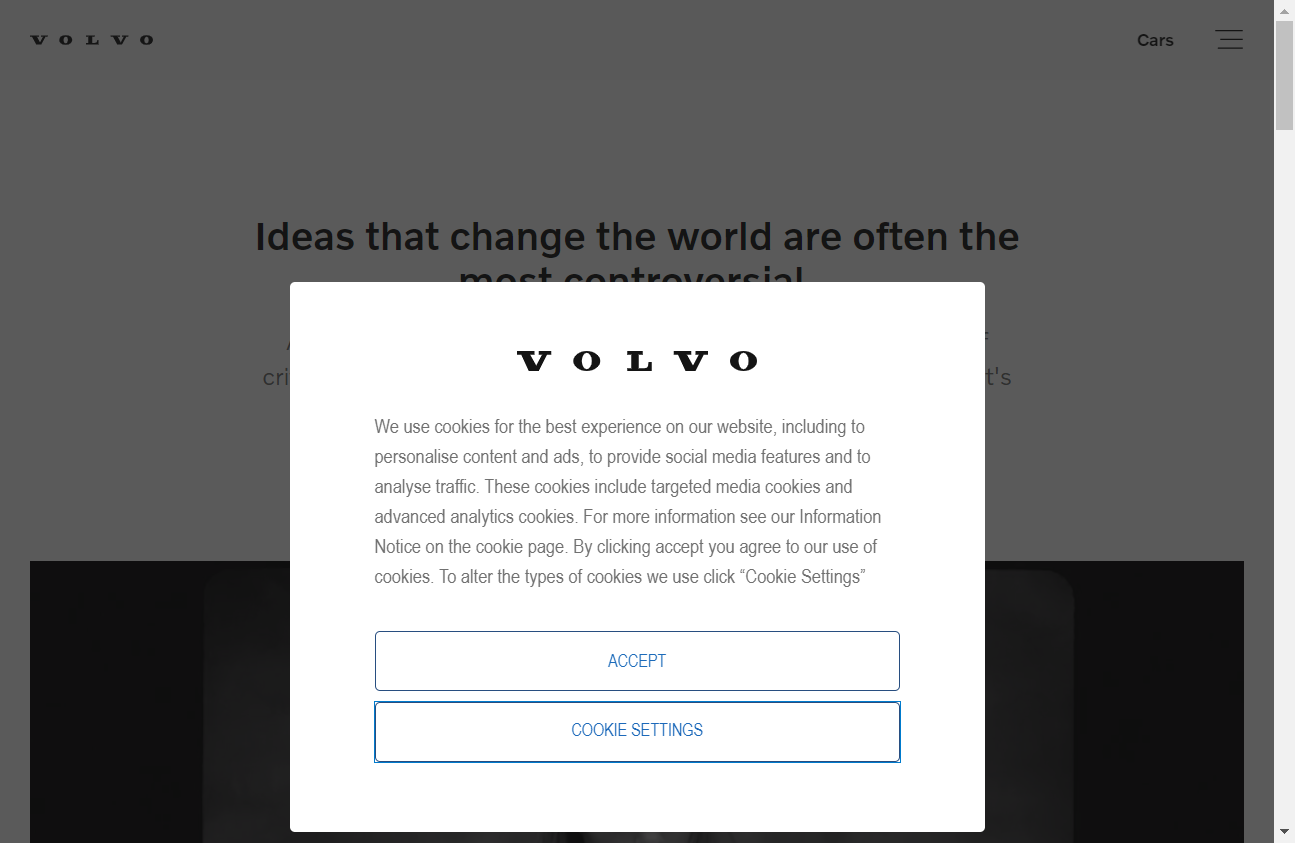 VOLVO
Cars
Ideas that change the world are often the
most controversial.
cri
t's
VOLVO
We use cookies for the best experience on our website, including to
personalise content and ads, to provide social media features and to
analyse traffic. These cookies include targeted media cookies and
advanced analytics cookies. For more information see our Information
Notice on the cookie page. By clicking accept you agree to our use of
cookies. To alter the types of cookies we use click “Cookie Settings”
ACCEPT
COOKIE SETTINGS